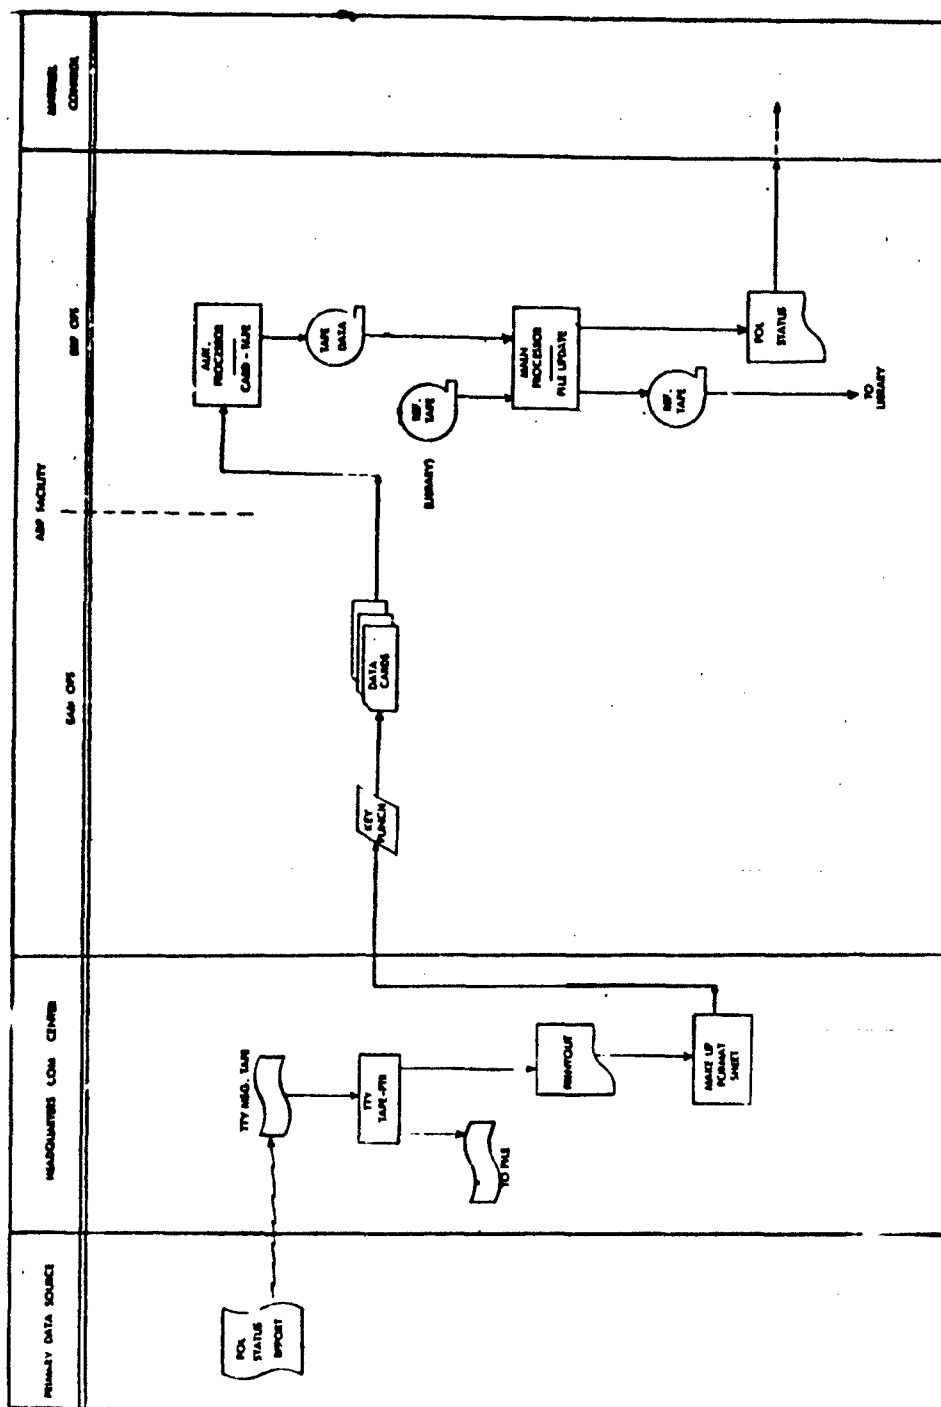 PRIMARY DATA SOURCE
HEADQUARTERS COM CENTER
ADP FACILITY
EAM OPS
OPS
CONTROL
POL
STATUS
REPORT
TTY MSG. TAPE
TTY
TAPE-PTR
TO FILE
PRINTOUT
MAKE UP
FORMAT
SHEET
KEY
PUNCH
DATA
CARDS
AUX.
PROCESSOR
CARD - TAPE
TAPE
DATA
REF.
TAPE
(LIBRARY)
MAIN
PROCESSOR
FILE UPDATE
REF.
TAPE
TO
LIBRARY
POL
STATUS